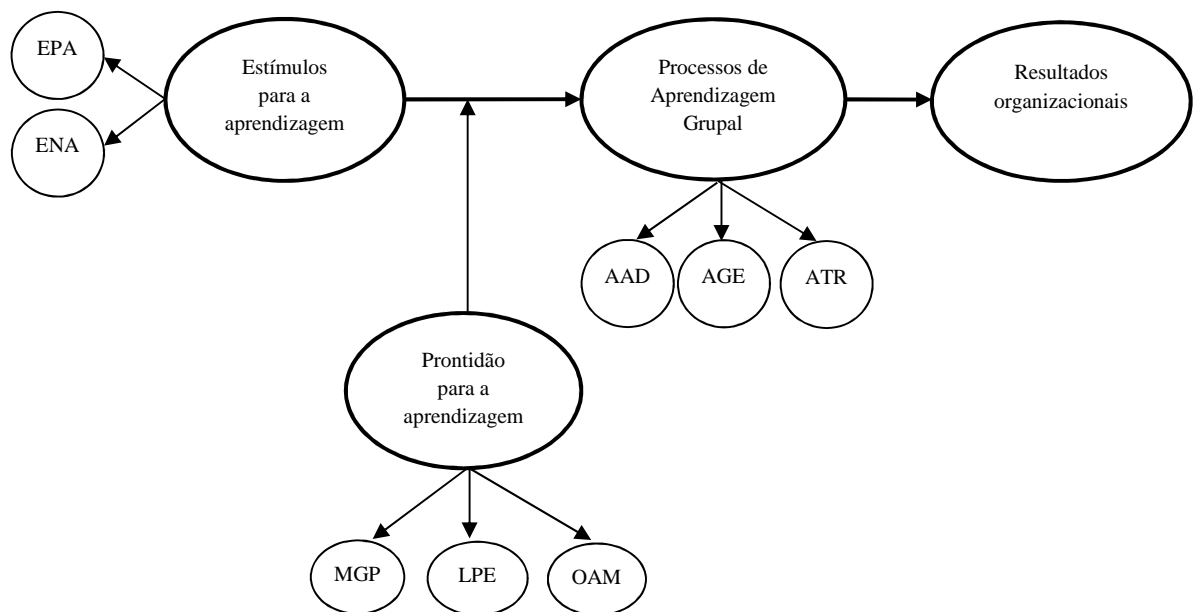 EPA
ENA
Estímulos
para a
aprendizagem
Processos de
Aprendizagem
Grupal
Resultados
organizacionais
AAD
AGE
ATR
Prontidão
para a
aprendizagem
MGP
LPE
OAM